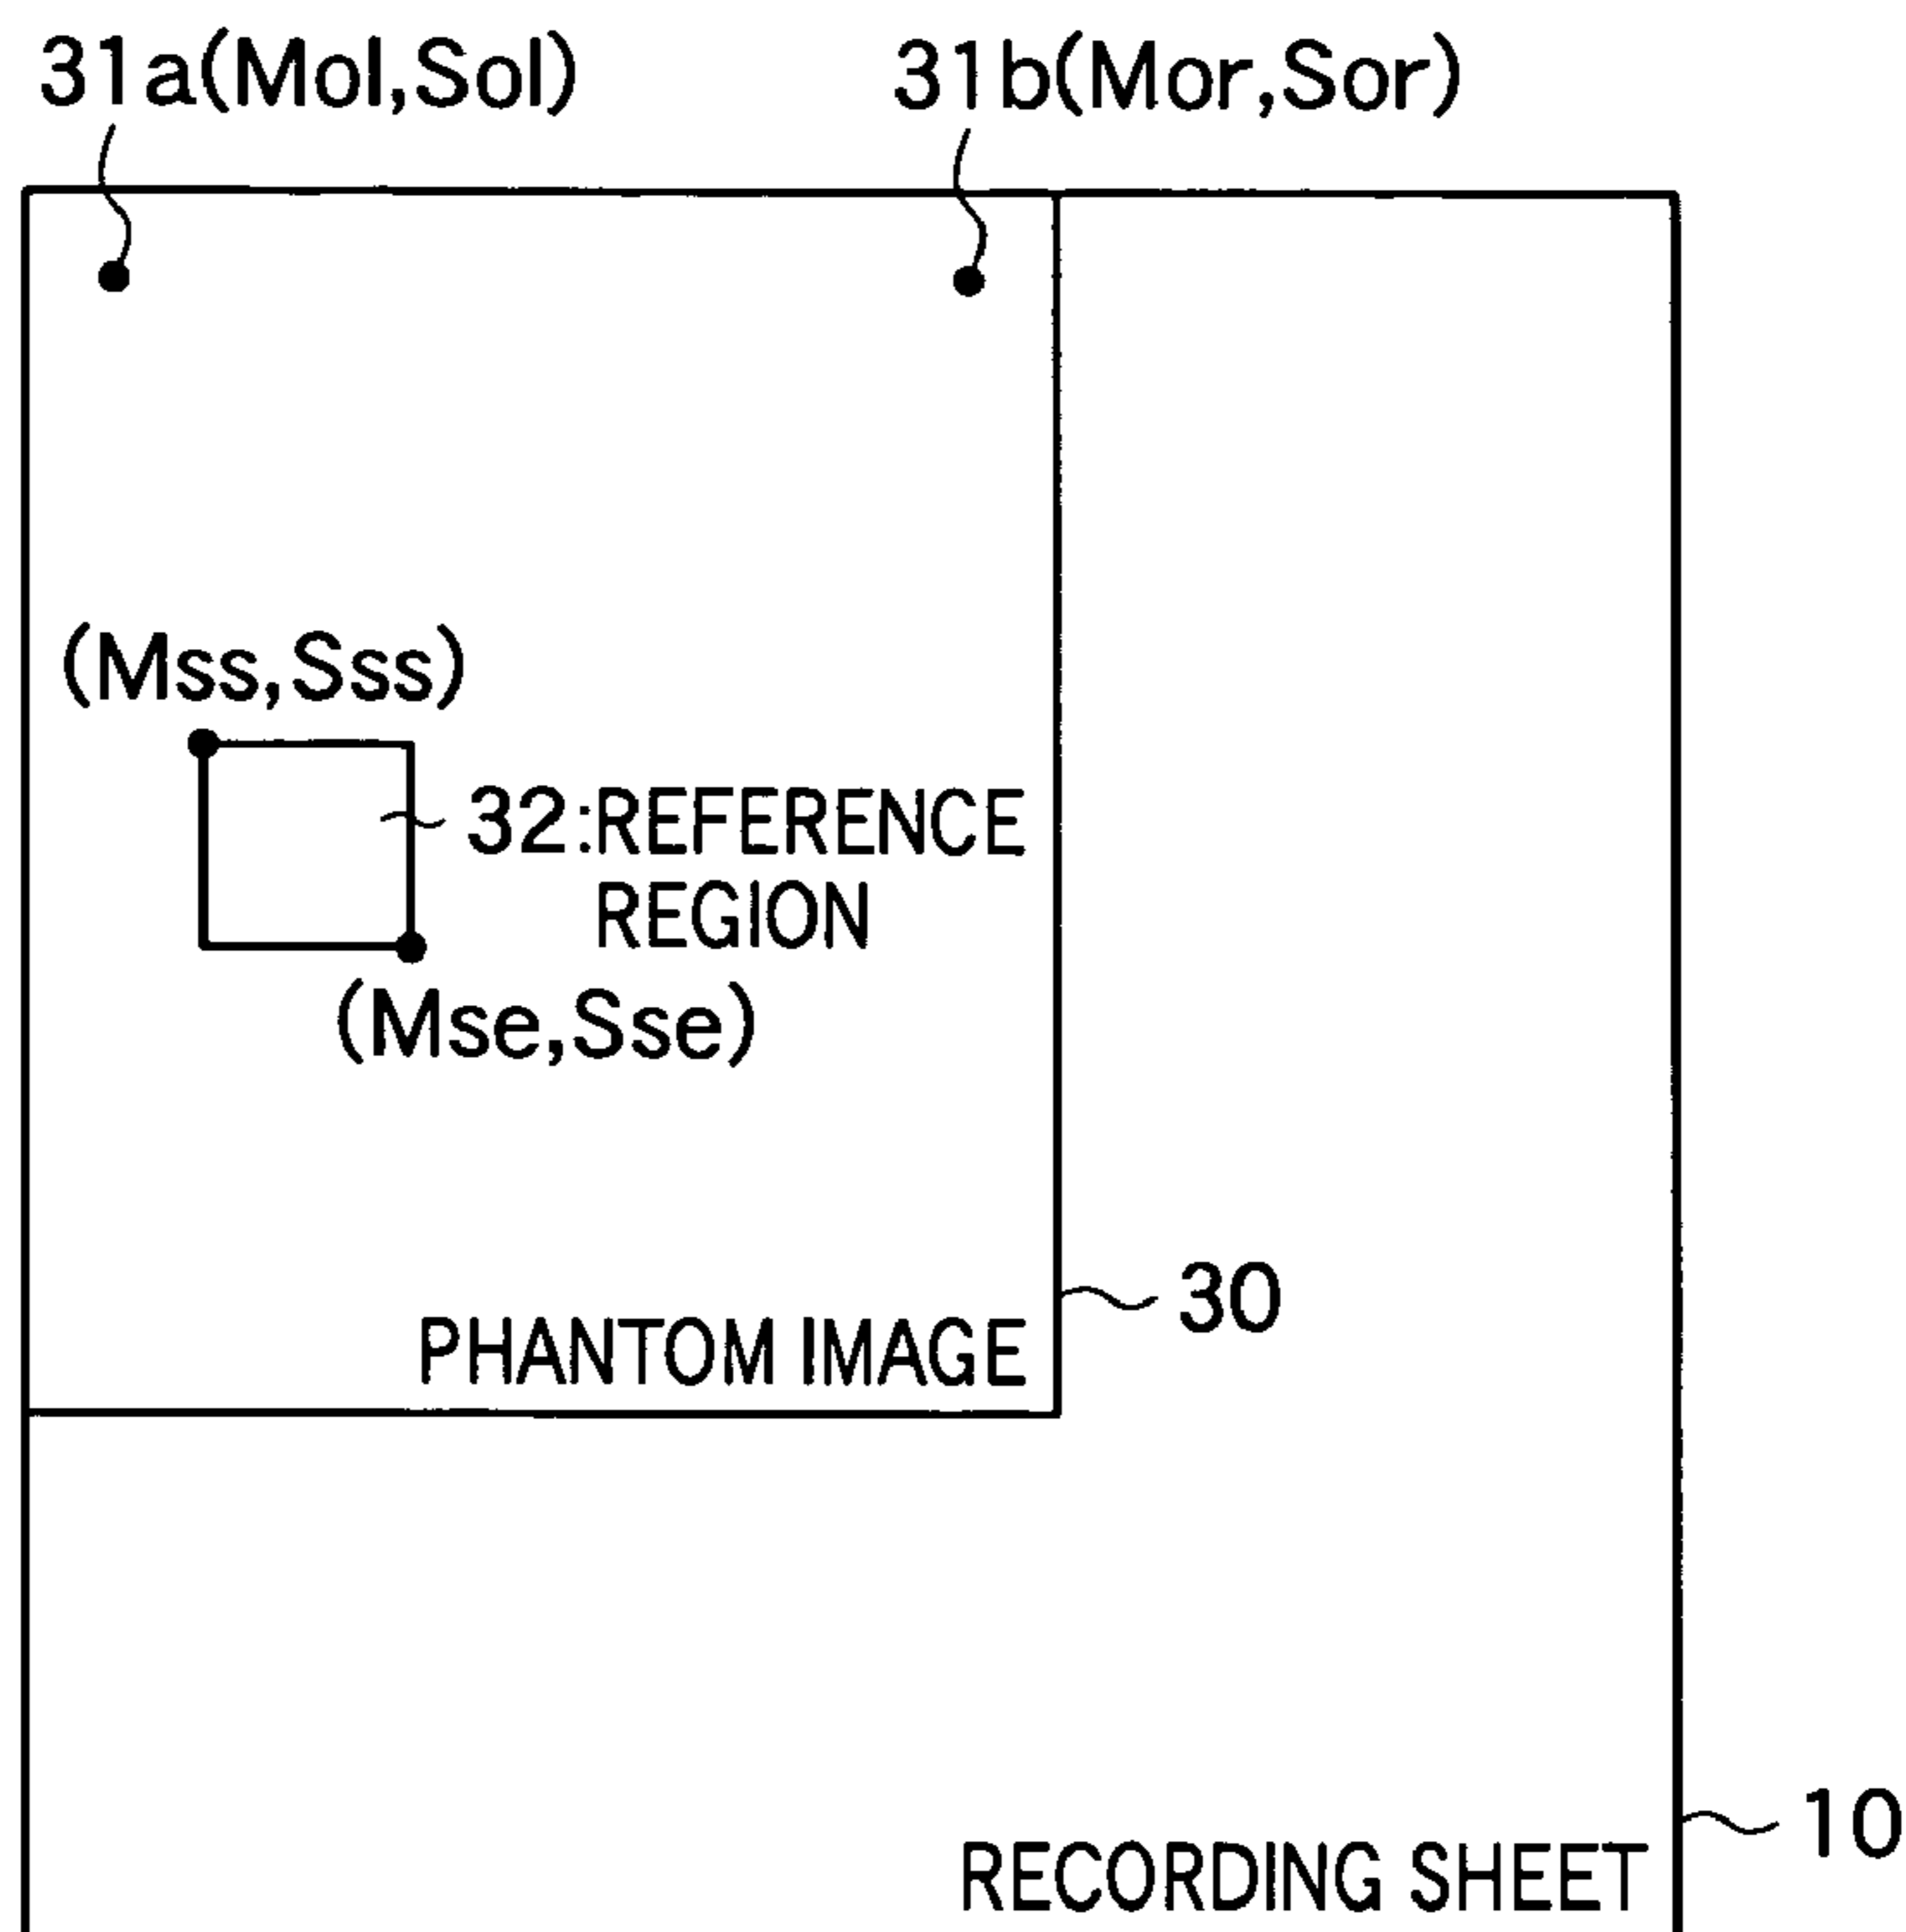 31a(Mol,Sol)
31b(Mor,Sor)
(Mss,Sss)
32:REFERENCE
REGION
(Mse,Sse)
30
PHANTOM IMAGE
10
RECORDING SHEET